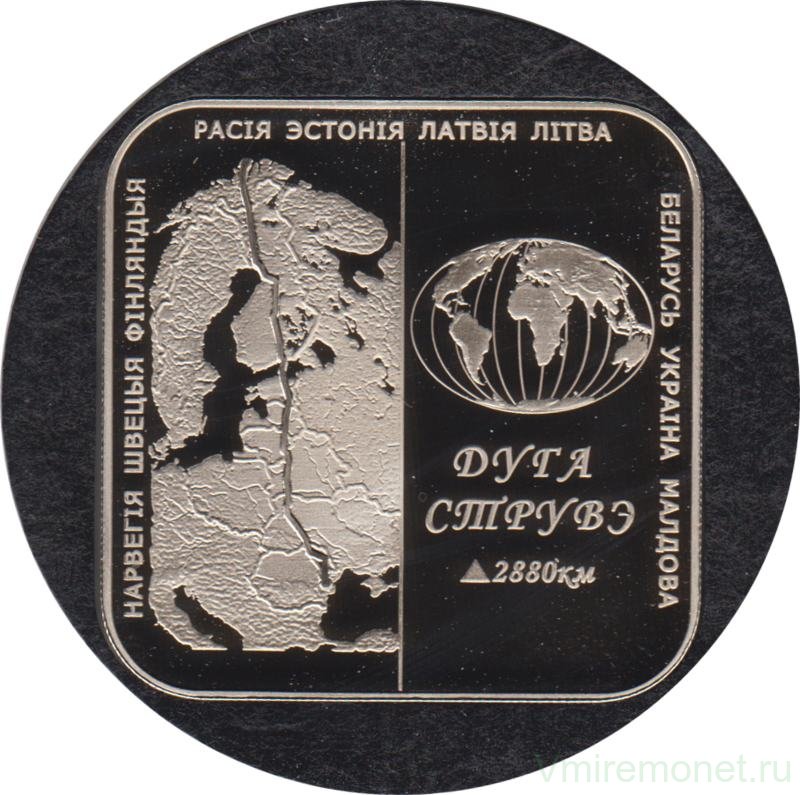 РАСІЯ ЭСТОНІЯ ЛАТВІЯ ЛІТВА
НАРВЕГІЯ ШВЕЦЫЯ ФІНЛЯНДЫЯ
БЕЛАРУСЬ УКРАІНА МАЛДОВА
ДУГА
СТРУВЭ
2880км
vmiremonet.ru